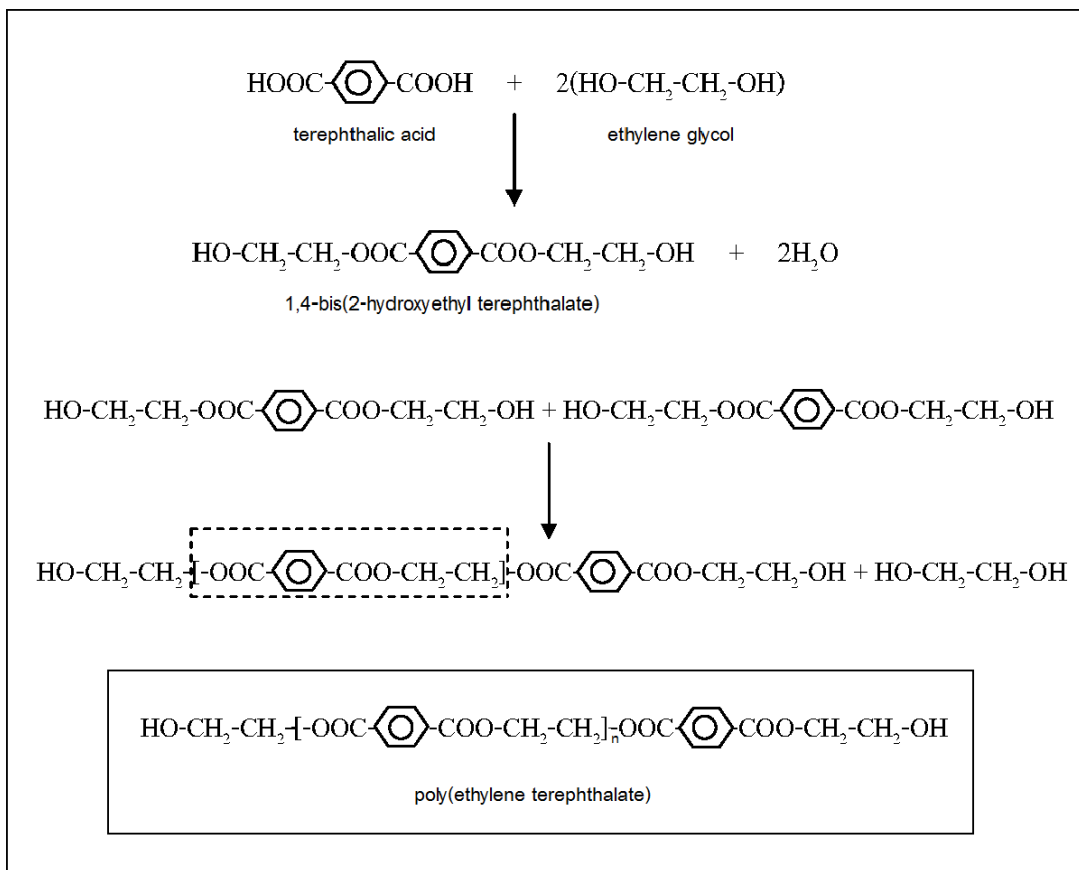 HOOC-⌬-COOH + 2(HO-CH₂-CH₂-OH)
terephthalic acid ethylene glycol
HO-CH₂-CH₂-OOC-⌬-COO-CH₂-CH₂-OH + 2H₂O
1,4-bis(2-hydroxyethyl terephthalate)
HO-CH₂-CH₂-OOC-⌬-COO-CH₂-CH₂-OH + HO-CH₂-CH₂-OOC-⌬-COO-CH₂-CH₂-OH
HO-CH₂-CH₂-[-OOC-⌬-COO-CH₂-CH₂]-OOC-⌬-COO-CH₂-CH₂-OH + HO-CH₂-CH₂-OH
HO-CH₂-CH₂-[-OOC-⌬-COO-CH₂-CH₂]ₙ-OOC-⌬-COO-CH₂-CH₂-OH
poly(ethylene terephthalate)